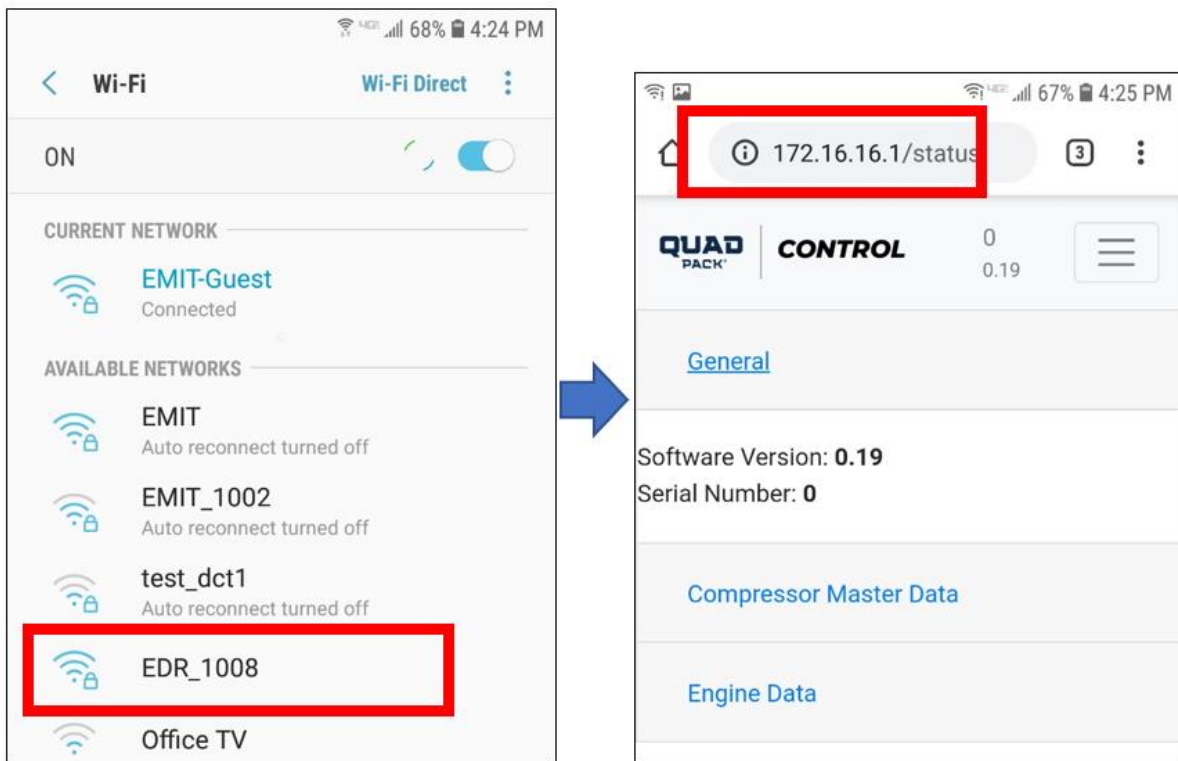 68% 4:24 PM
Wi-Fi Wi-Fi Direct
ON
CURRENT NETWORK
EMIT-Guest
Connected
AVAILABLE NETWORKS
EMIT
Auto reconnect turned off
EMIT_1002
Auto reconnect turned off
test_dct1
Auto reconnect turned off
EDR_1008
Office TV
67% 4:25 PM
172.16.16.1/status 3
QUAD PACK CONTROL 0
0.19
General
Software Version: 0.19
Serial Number: 0
Compressor Master Data
Engine Data